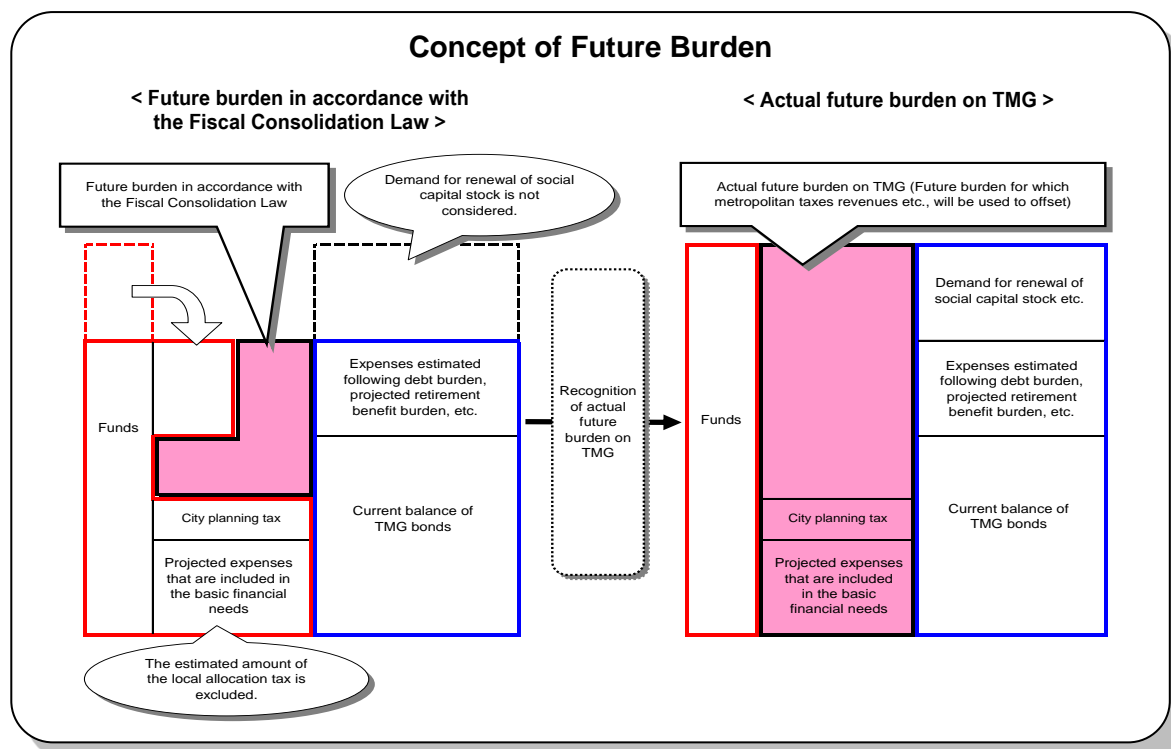 Concept of Future Burden
< Future burden in accordance with
the Fiscal Consolidation Law >
Future burden in accordance with
the Fiscal Consolidation Law
Demand for renewal of social
capital stock is not
considered.
Funds
Expenses estimated
following debt burden,
projected retirement
benefit burden, etc.
City planning tax
Current balance of
TMG bonds
Projected expenses
that are included in
the basic financial
needs
The estimated amount of
the local allocation tax is
excluded.
Recognition
of actual
future
burden on
TMG
< Actual future burden on TMG >
Actual future burden on TMG (Future burden for which
metropolitan taxes revenues etc., will be used to offset)
Funds
Demand for renewal of
social capital stock etc.
Expenses estimated
following debt burden,
projected retirement
benefit burden, etc.
City planning tax
Current balance of
TMG bonds
Projected expenses
that are included
in the basic
financial needs